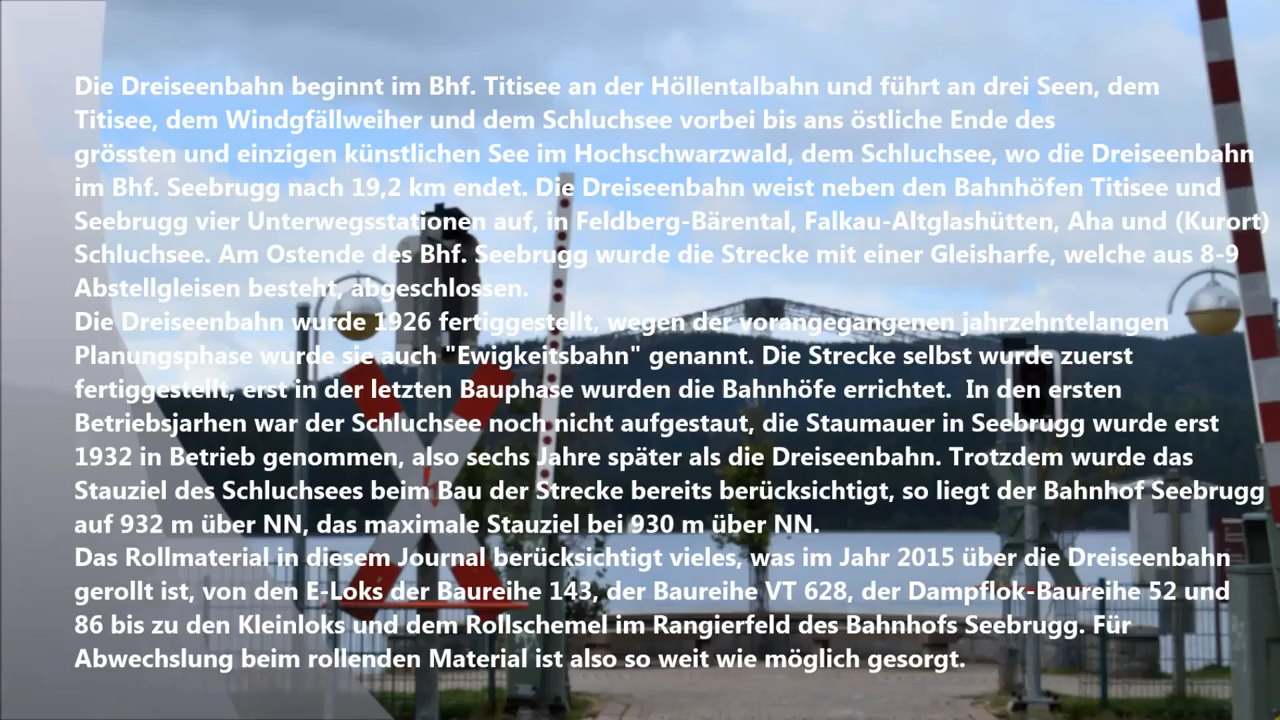 Die Dreiseenbahn beginnt im Bhf. Titisee an der Höllentalbahn und führt an drei Seen, dem
Titisee, dem Windgfällweiher und dem Schluchsee vorbei bis ans östliche Ende des
grössten und einzigen künstlichen See im Hochschwarzwald, dem Schluchsee, wo die Dreiseenbahn
im Bhf. Seebrugg nach 19,2 km endet. Die Dreiseenbahn weist neben den Bahnhöfen Titisee und
Seebrugg vier Unterwegsstationen auf, in Feldberg-Bärental, Falkau-Altglashütten, Aha und (Kurort)
Schluchsee. Am Ostende des Bhf. Seebrugg wurde die Strecke mit einer Gleisharfe, welche aus 8-9
Abstellgleisen besteht, abgeschlossen.
Die Dreiseenbahn wurde 1926 fertiggestellt, wegen der vorangegangenen jahrzehntelangen
Planungsphase wurde sie auch "Ewigkeitsbahn" genannt. Die Strecke selbst wurde zuerst
fertiggestellt, erst in der letzten Bauphase wurden die Bahnhöfe errichtet.  In den ersten
Betriebsjarhen war der Schluchsee noch nicht aufgestaut, die Staumauer in Seebrugg wurde erst
1932 in Betrieb genommen, also sechs Jahre später als die Dreiseenbahn. Trotzdem wurde das
Stauziel des Schluchsees beim Bau der Strecke bereits berücksichtigt, so liegt der Bahnhof Seebrugg
auf 932 m über NN, das maximale Stauziel bei 930 m über NN.
Das Rollmaterial in diesem Journal berücksichtigt vieles, was im Jahr 2015 über die Dreiseenbahn
gerollt ist, von den E-Loks der Baureihe 143, der Baureihe VT 628, der Dampflok-Baureihe 52 und
86 bis zu den Kleinloks und dem Rollschemel im Rangierfeld des Bahnhofs Seebrugg. Für
Abwechslung beim rollenden Material ist also so weit wie möglich gesorgt.